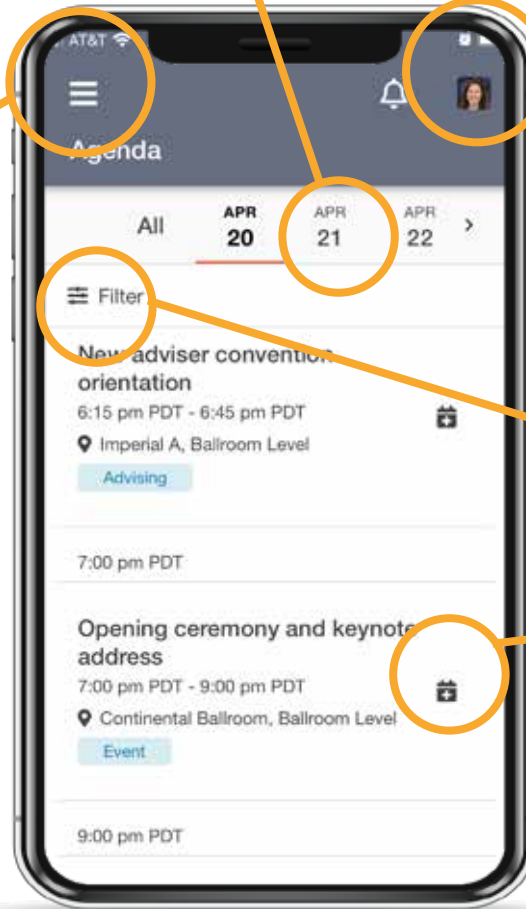 AT&T
Agenda
All
APR
20
APR
21
APR
22
Filter
New adviser convention
orientation
6:15 pm PDT - 6:45 pm PDT
Imperial A, Ballroom Level
Advising
7:00 pm PDT
Opening ceremony and keynote
address
7:00 pm PDT - 9:00 pm PDT
Continental Ballroom, Ballroom Level
Event
9:00 pm PDT